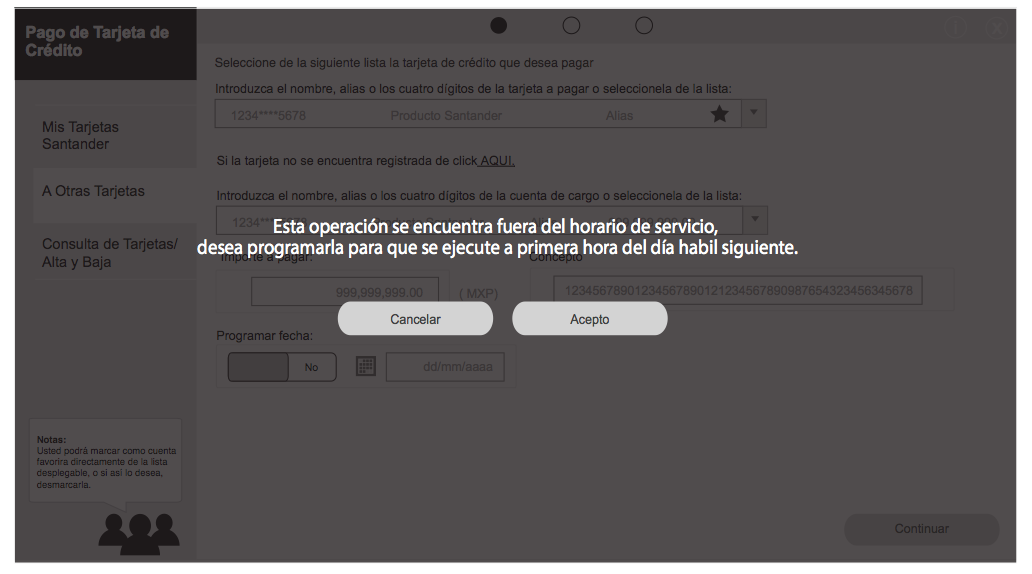 Pago de Tarjeta de
Crédito
Seleccione de la siguiente lista la tarjeta de crédito que desea pagar
Introduzca el nombre, alias o los cuatro dígitos de la tarjeta a pagar o seleccionela de la lista:
1234****5678 Producto Santander Alias
Mis Tarjetas
Santander
Si la tarjeta no se encuentra registrada de click AQUI.
A Otras Tarjetas
Introduzca el nombre, alias o los cuatro dígitos de la cuenta de cargo o seleccionela de la lista:
Esta operación se encuentra fuera del horario de servicio,
desea programarla para que se ejecute a primera hora del día habil siguiente.
Consulta de Tarjetas/
Alta y Baja
Importe a pagar:
Concepto
999,999,999.00 ( MXP)
Cancelar
Acepto
Programar fecha:
No
dd/mm/aaaa
Notas:
Usted podrá marcar como cuenta
favorira directamente de la lista
desplegable, o si así lo desea,
desmarcarla.
Continuar